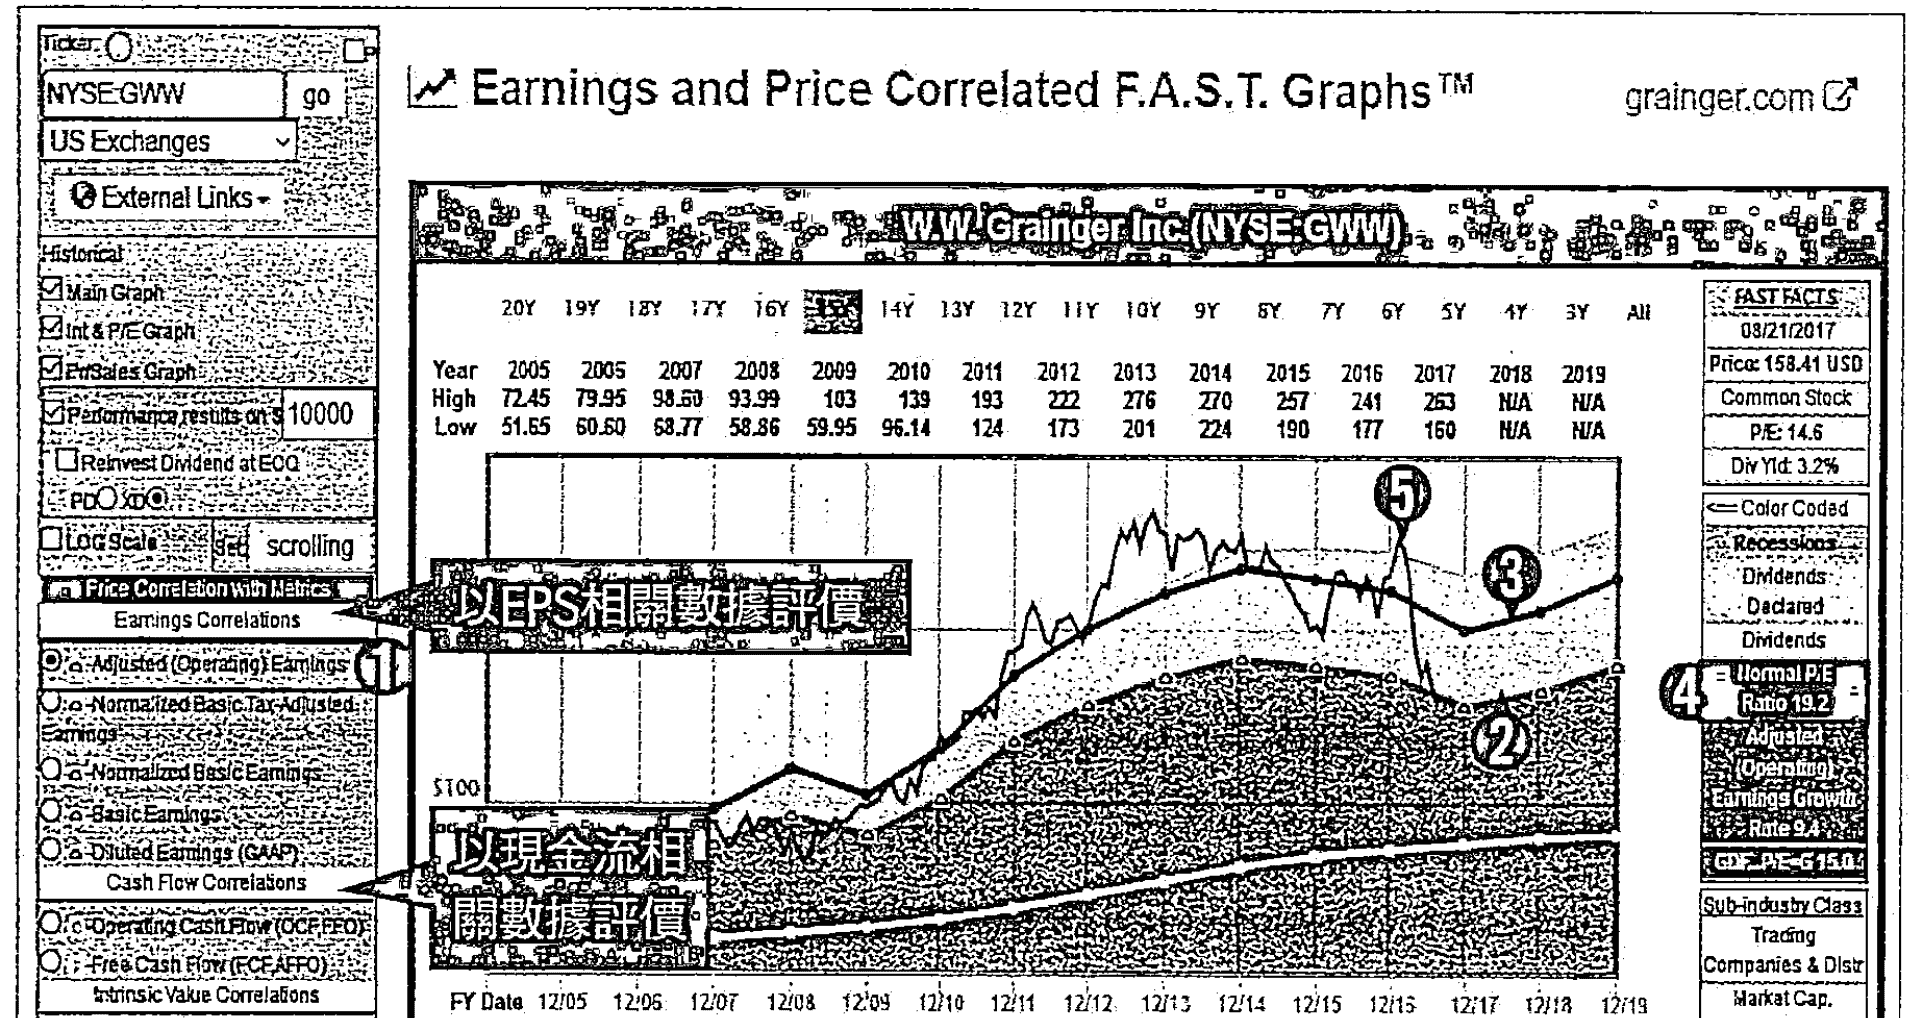 Ticker:
NYSE:GWW
go
US Exchanges
External Links
Historical
Main Graph
Int & P/E Graph
Pr/Sales Graph
Performance results on $ 10000
Reinvest Dividend at EOQ
PD XD
LOG Scale
Set scrolling
Price Correlation with Metrics
Earnings Correlations
Adjusted (Operating) Earnings
Normalized Basic Tax-Adjusted
Earnings
Normalized Basic Earnings
Basic Earnings
Diluted Earnings (GAAP)
Cash Flow Correlations
Operating Cash Flow (OCF,FFO)
Free Cash Flow (FCF,AFFO)
Intrinsic Value Correlations
Earnings and Price Correlated F.A.S.T. Graphs™
grainger.com
W.W. Grainger Inc.(NYSE:GWW)
20Y 19Y 18Y 17Y 16Y 15Y 14Y 13Y 12Y 11Y 10Y 9Y 8Y 7Y 6Y 5Y 4Y 3Y All
Year 2005 2006 2007 2008 2009 2010 2011 2012 2013 2014 2015 2016 2017 2018 2019
High 72.45 79.95 98.60 93.99 103 139 193 222 276 270 257 241 263 N/A N/A
Low 51.65 60.60 68.77 58.86 59.95 96.14 124 173 201 224 190 177 160 N/A N/A
以EPS相關數據評價
以現金流相
關數據評價
1
2
3
4
5
$100
FY Date 12/05 12/06 12/07 12/08 12/09 12/10 12/11 12/12 12/13 12/14 12/15 12/16 12/17 12/18 12/19
FAST FACTS
08/21/2017
Price: 158.41 USD
Common Stock
P/E: 14.6
Div Yld: 3.2%
Color Coded
Recessions
Dividends
Declared
Dividends
Normal P/E
Ratio 19.2
Adjusted
(Operating)
Earnings Growth
Rate 9.4
GDF...P/E=G 15.0
Sub-industry Class
Trading
Companies & Distr
Market Cap.